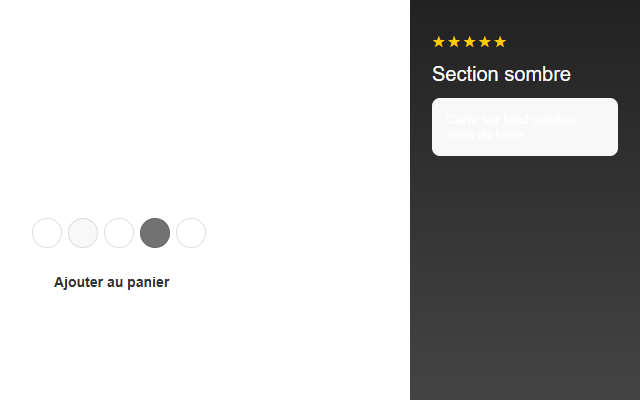 ★★★★★
Section sombre
Carte sur fond sombre,
avec du texte.
Ajouter au panier